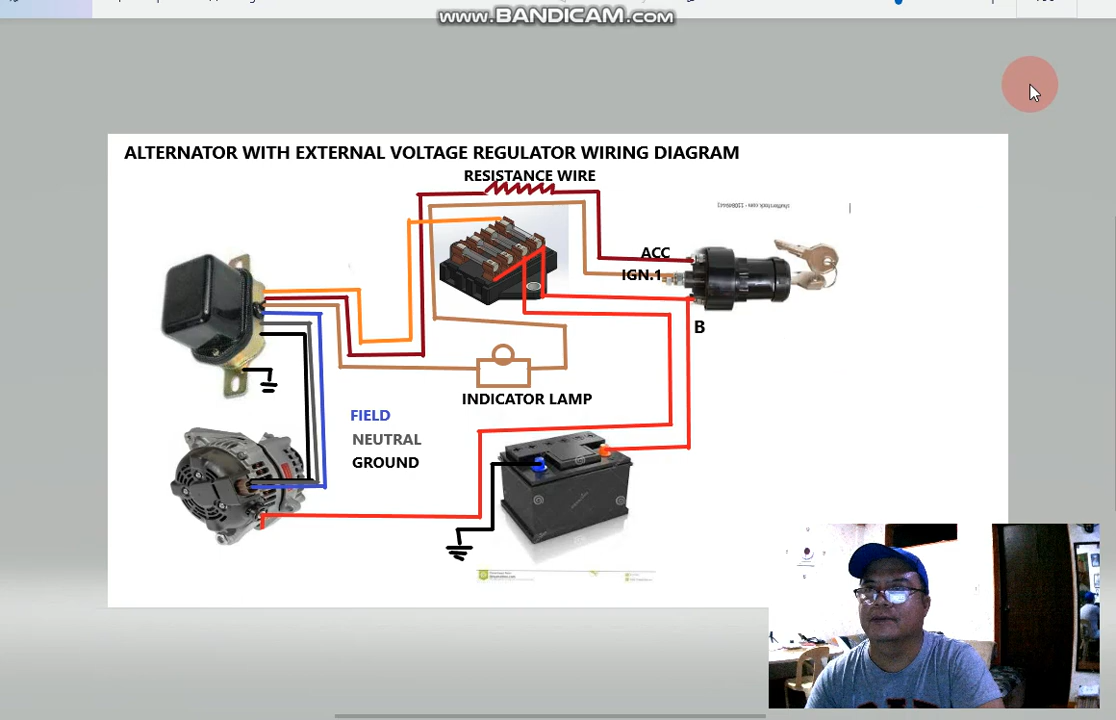 www.BANDICAM.com
ALTERNATOR WITH EXTERNAL VOLTAGE REGULATOR WIRING DIAGRAM
RESISTANCE WIRE
ACC
IGN.1
B
INDICATOR LAMP
FIELD
NEUTRAL
GROUND